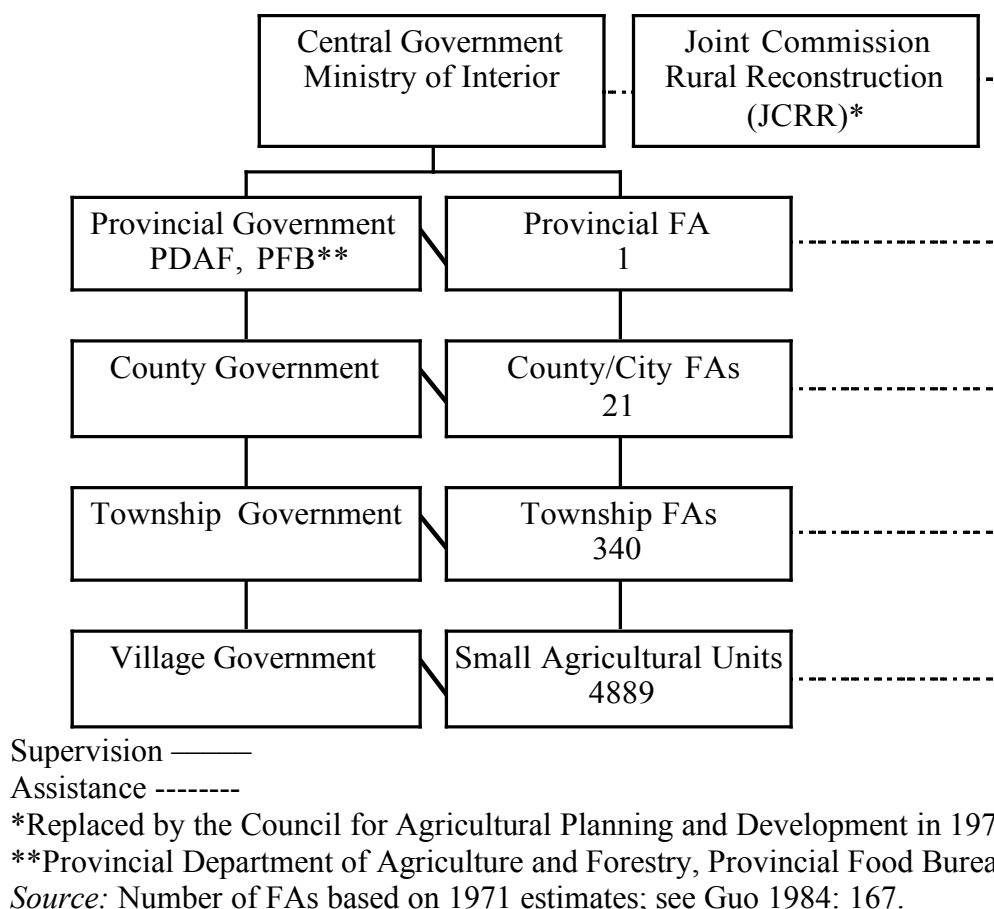 Central Government
Ministry of Interior
Joint Commission
Rural Reconstruction
(JCRR)*
Provincial Government
PDAF, PFB**
Provincial FA
1
County Government
County/City FAs
21
Township Government
Township FAs
340
Village Government
Small Agricultural Units
4889
Supervision ———
Assistance --------
*Replaced by the Council for Agricultural Planning and Development in 197
**Provincial Department of Agriculture and Forestry, Provincial Food Burea
Source: Number of FAs based on 1971 estimates; see Guo 1984: 167.